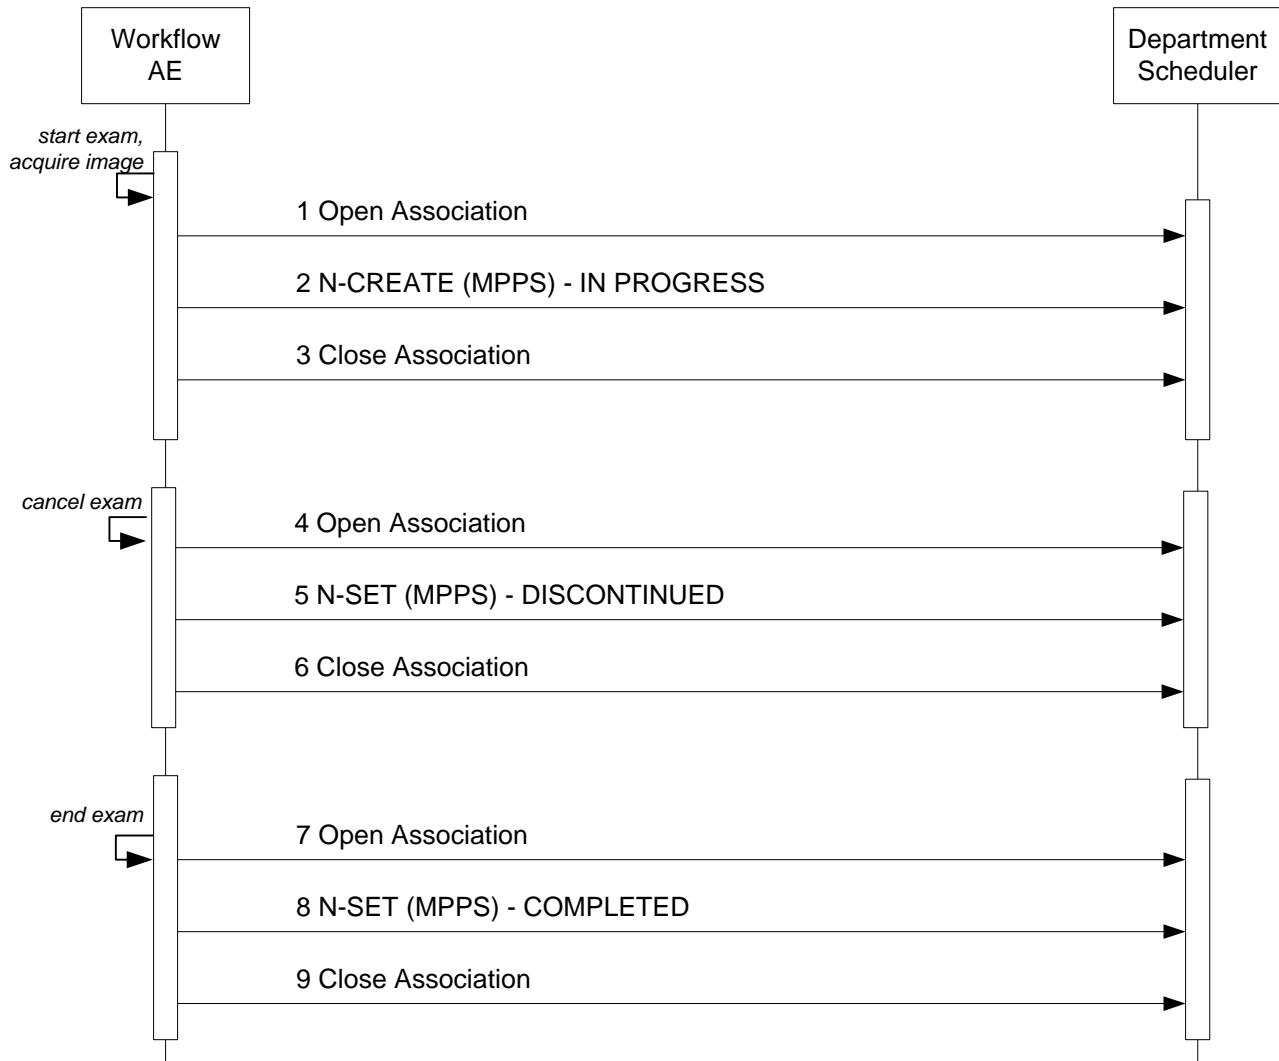 Workflow
AE
Department
Scheduler
start exam,
acquire image
1 Open Association
2 N-CREATE (MPPS) - IN PROGRESS
3 Close Association
cancel exam
4 Open Association
5 N-SET (MPPS) - DISCONTINUED
6 Close Association
end exam
7 Open Association
8 N-SET (MPPS) - COMPLETED
9 Close Association